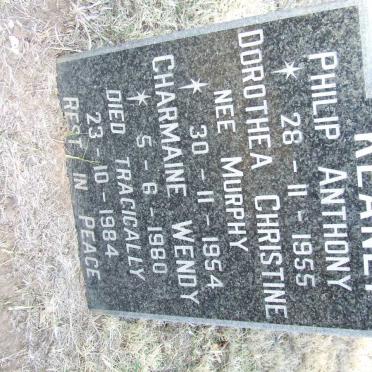 PHILIP ANTHONY
* 28 - 11 - 1955
DOROTHEA CHRISTINE
NEE MURPHY
* 30 - 11 - 1954
CHARMAINE WENDY
* 5 - 6 - 1980
DIED TRAGICALLY
23 - 10 - 1984
REST IN PEACE